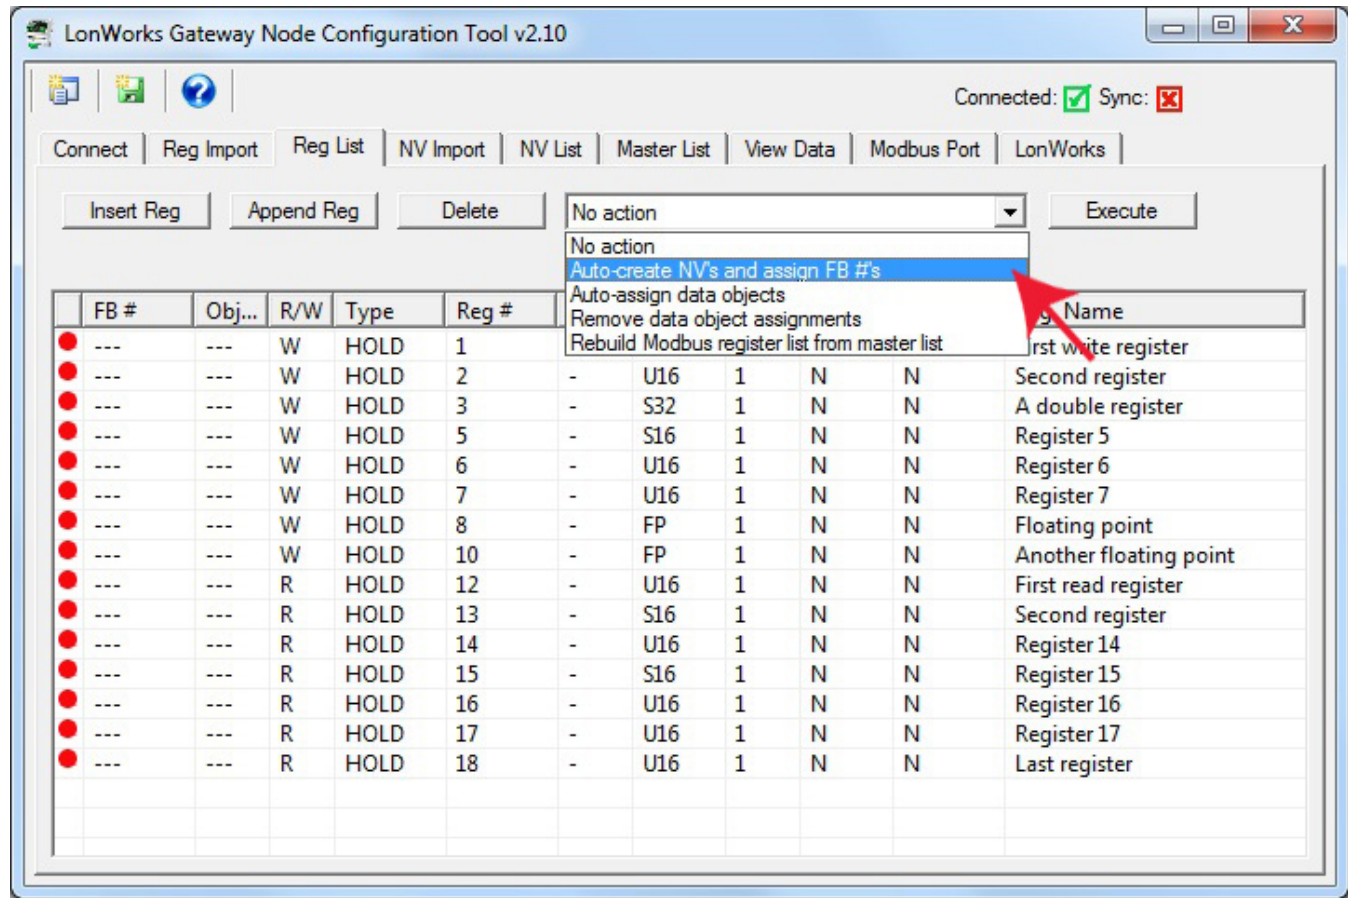 LonWorks Gateway Node Configuration Tool v2.10
Connected: Sync:
Connect Reg Import Reg List NV Import NV List Master List View Data Modbus Port LonWorks
Insert Reg Append Reg Delete No action Execute
No action
Auto-create NV's and assign FB #'s
Auto-assign data objects
Remove data object assignments
Rebuild Modbus register list from master list
FB # Obj... R/W Type Reg # Name
--- --- W HOLD 1 write register
--- --- W HOLD 2 - U16 1 N N Second register
--- --- W HOLD 3 - S32 1 N N A double register
--- --- W HOLD 5 - S16 1 N N Register 5
--- --- W HOLD 6 - U16 1 N N Register 6
--- --- W HOLD 7 - U16 1 N N Register 7
--- --- W HOLD 8 - FP 1 N N Floating point
--- --- W HOLD 10 - FP 1 N N Another floating point
--- --- R HOLD 12 - U16 1 N N First read register
--- --- R HOLD 13 - S16 1 N N Second register
--- --- R HOLD 14 - U16 1 N N Register 14
--- --- R HOLD 15 - S16 1 N N Register 15
--- --- R HOLD 16 - U16 1 N N Register 16
--- --- R HOLD 17 - U16 1 N N Register 17
--- --- R HOLD 18 - U16 1 N N Last register